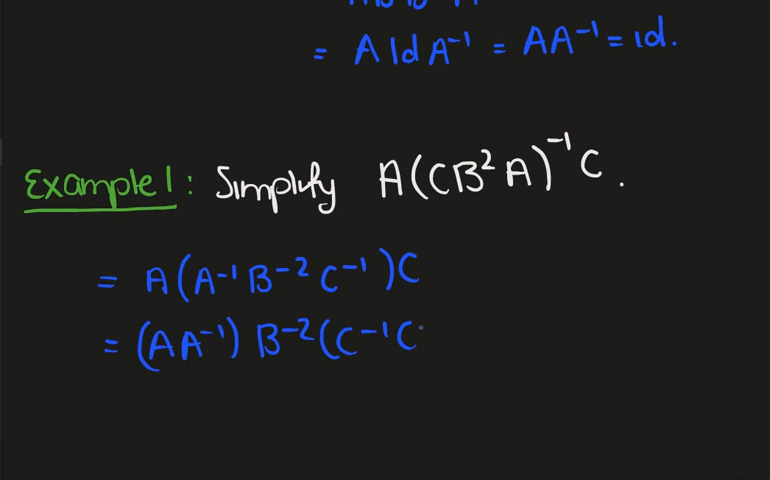 = A Id A⁻¹ = AA⁻¹ = id.
Example 1: Simplify A(CB²A)⁻¹C.
= A(A⁻¹B⁻²C⁻¹)C
= (AA⁻¹)B⁻²(C⁻¹C